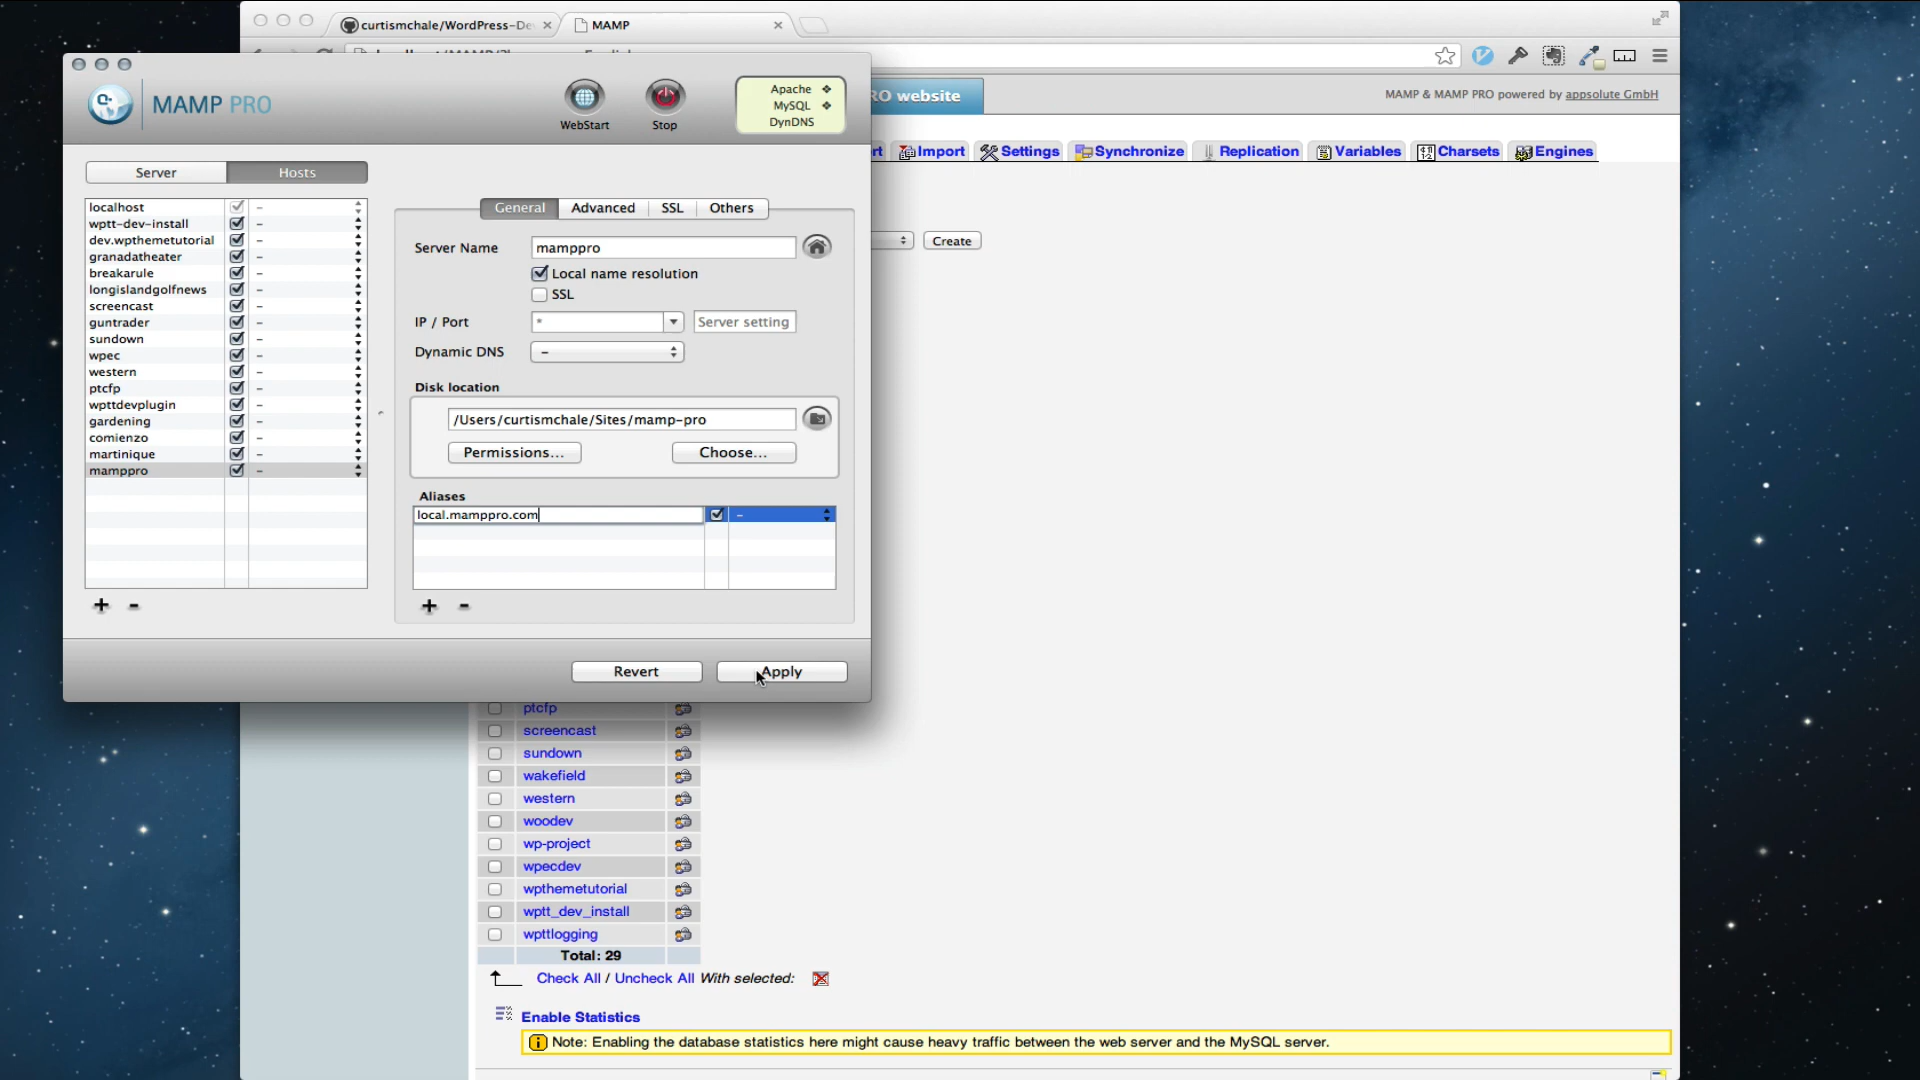 curtismchale/WordPress-De
MAMP
MAMP PRO
WebStart
Stop
Apache
MySQL
DynDNS
RO website
MAMP & MAMP PRO powered by appsolute GmbH
rt
Import
Settings
Synchronize
Replication
Variables
Charsets
Engines
Server
Hosts
localhost
wptt-dev-install
dev.wpthemetutorial
granadatheater
breakarule
longislandgolfnews
screencast
guntrader
sundown
wpec
western
ptcfp
wpttdevplugin
gardening
comienzo
martinique
mamppro
General
Advanced
SSL
Others
Server Name
mamppro
Local name resolution
SSL
IP / Port
*
Server setting
Dynamic DNS
–
Create
Disk location
/Users/curtismchale/Sites/mamp-pro
Permissions...
Choose...
Aliases
local.mamppro.com
–
+ -
+ -
Revert
Apply
ptcfp
screencast
sundown
wakefield
western
woodev
wp-project
wpecdev
wpthemetutorial
wptt_dev_install
wpttlogging
Total: 29
Check All / Uncheck All With selected:
Enable Statistics
Note: Enabling the database statistics here might cause heavy traffic between the web server and the MySQL server.